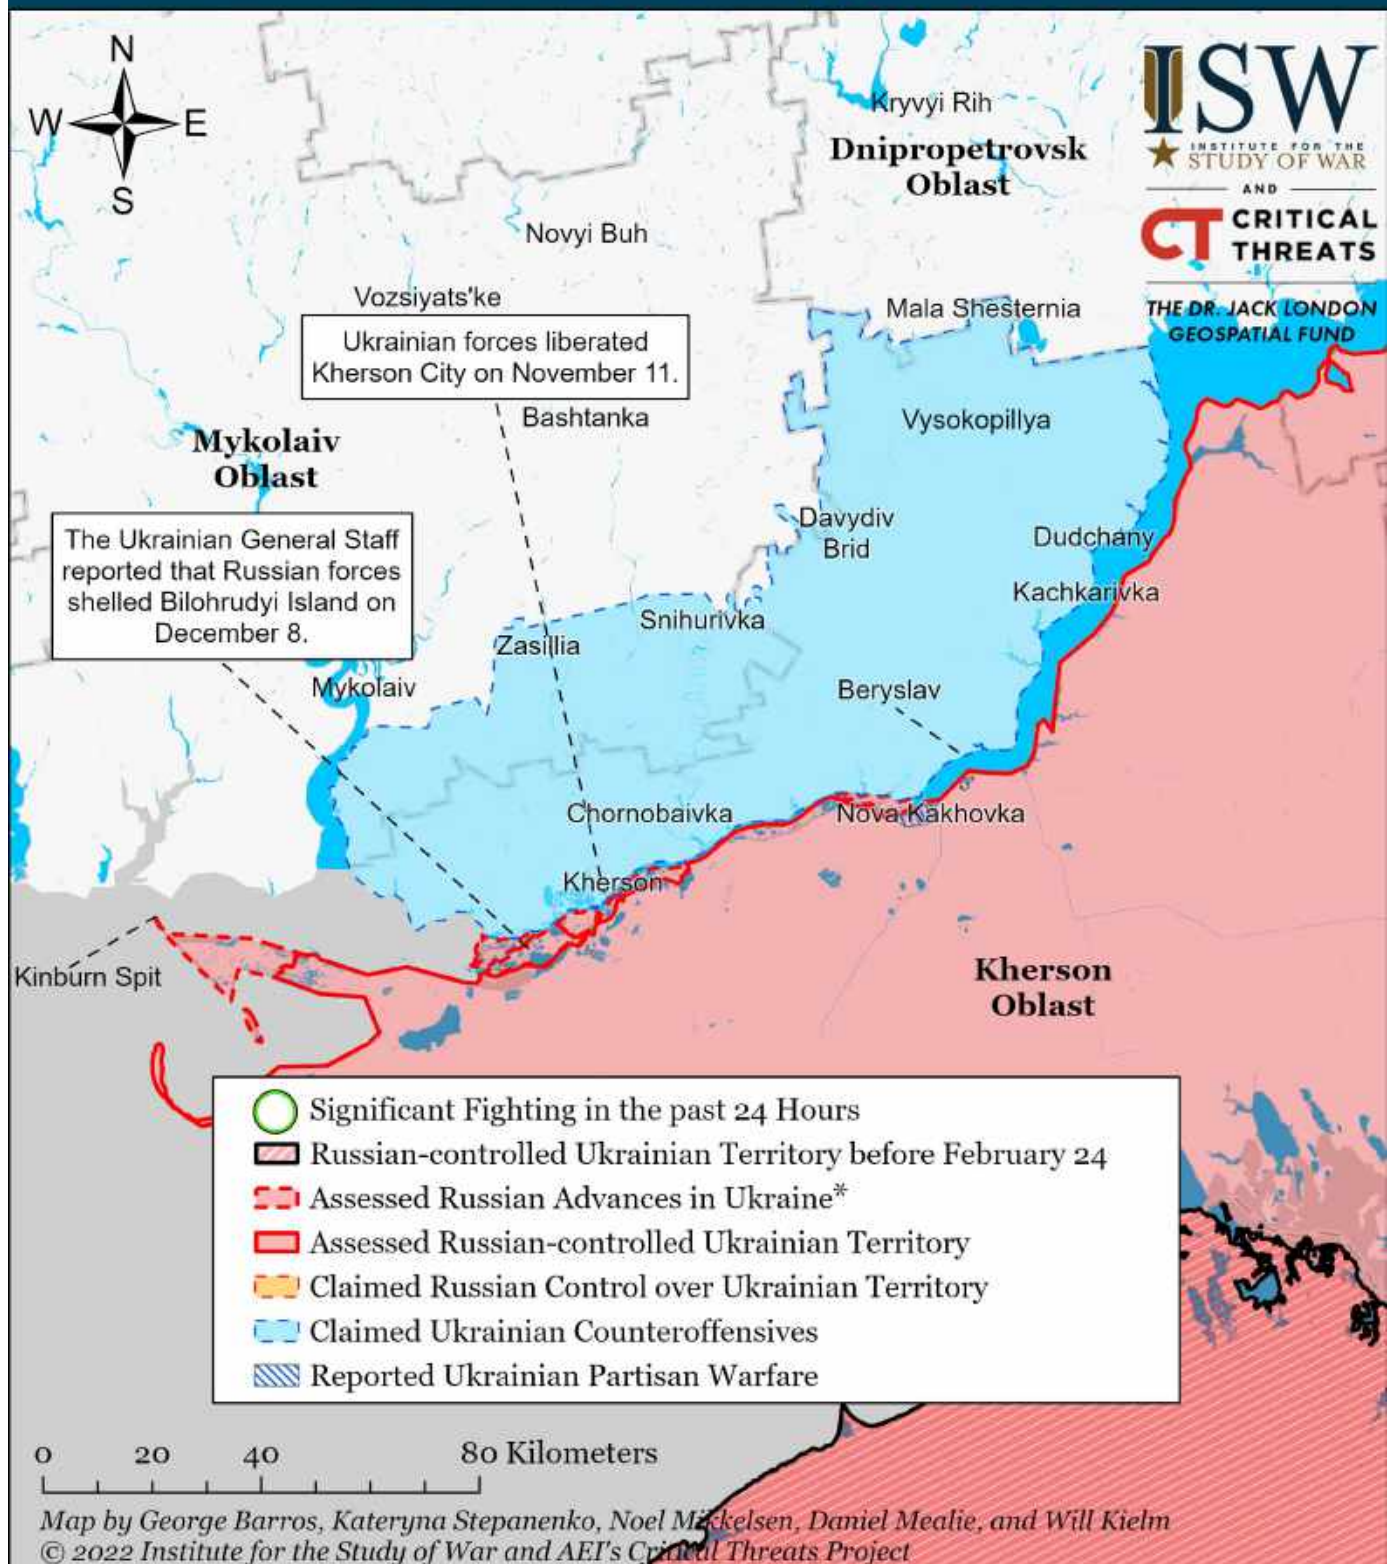 N
W
E
S
ISW
INSTITUTE FOR THE
STUDY OF WAR
AND
CT CRITICAL
THREATS
THE DR. JACK LONDON
GEOSPATIAL FUND
Kryvyi Rih
Dnipropetrovsk
Oblast
Novyi Buh
Vozsiyats'ke
Mala Shesternia
Ukrainian forces liberated
Kherson City on November 11.
Bashtanka
Vysokopillya
Mykolaiv
Oblast
The Ukrainian General Staff
reported that Russian forces
shelled Bilohrudyi Island on
December 8.
Davydiv
Brid
Dudchany
Kachkarivka
Snihurivka
Zasillia
Mykolaiv
Beryslav
Chornobaivka
Nova Kakhovka
Kherson
Kinburn Spit
Kherson
Oblast
Significant Fighting in the past 24 Hours
Russian-controlled Ukrainian Territory before February 24
Assessed Russian Advances in Ukraine*
Assessed Russian-controlled Ukrainian Territory
Claimed Russian Control over Ukrainian Territory
Claimed Ukrainian Counteroffensives
Reported Ukrainian Partisan Warfare
0 20 40 80 Kilometers
Map by George Barros, Kateryna Stepanenko, Noel Mikkelsen, Daniel Mealie, and Will Kielm
© 2022 Institute for the Study of War and AEI's Critical Threats Project